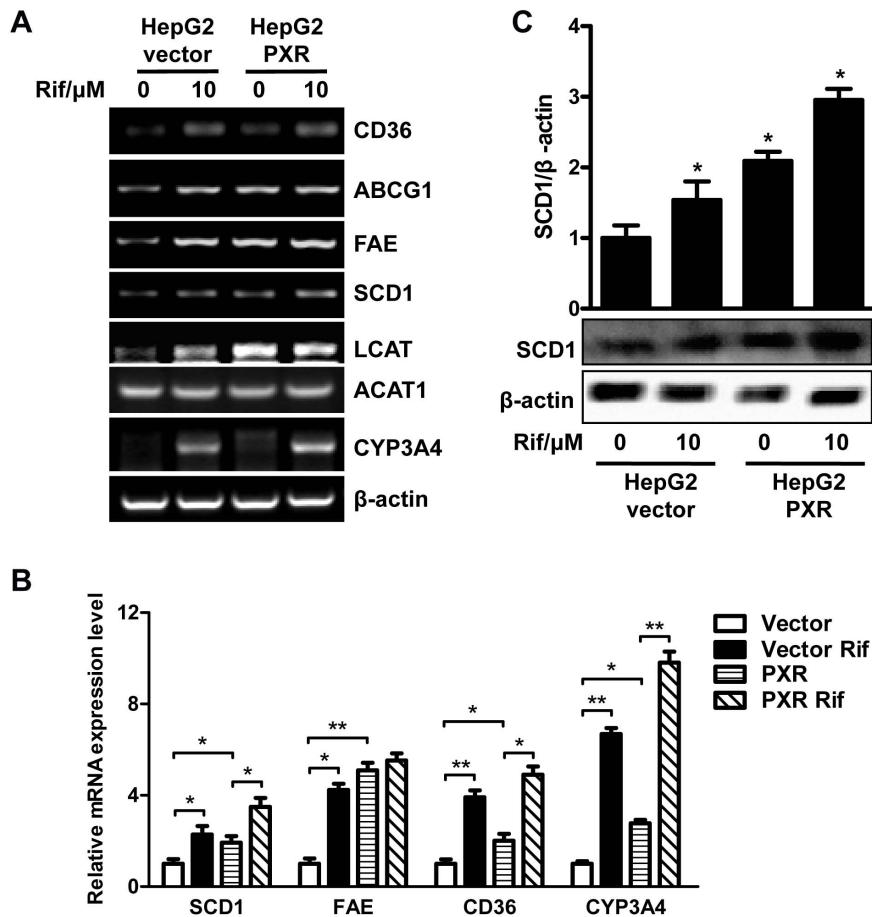 A
HepG2 HepG2
vector PXR
Rif/μM 0 10 0 10
CD36
ABCG1
FAE
SCD1
LCAT
ACAT1
CYP3A4
β-actin
C
SCD1/β -actin
4
3
2
1
0
* * *
SCD1
β-actin
Rif/μM 0 10 0 10
HepG2 HepG2
vector PXR
B
Relative mRNA expression level
12
8
4
0
* * *
* ** 
* ** *
* ** **
SCD1 FAE CD36 CYP3A4
Vector
Vector Rif
PXR
PXR Rif